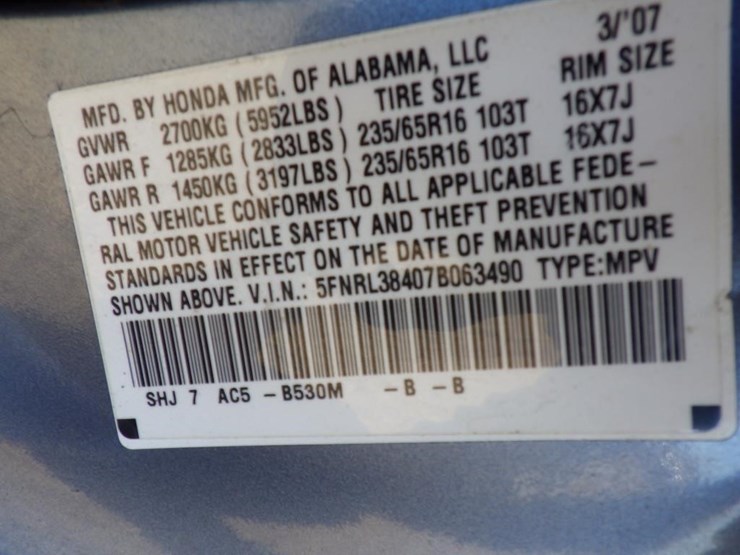 3/'07
MFD. BY HONDA MFG. OF ALABAMA, LLC
GVWR 2700KG (5952LBS) TIRE SIZE RIM SIZE
GAWR F 1285KG (2833LBS) 235/65R16 103T 16X7J
GAWR R 1450KG (3197LBS) 235/65R16 103T 16X7J
THIS VEHICLE CONFORMS TO ALL APPLICABLE FEDE-
RAL MOTOR VEHICLE SAFETY AND THEFT PREVENTION
STANDARDS IN EFFECT ON THE DATE OF MANUFACTURE
SHOWN ABOVE. V.I.N.: 5FNRL38407B063490 TYPE:MPV
SHJ 7 AC5 -B530M -B -B